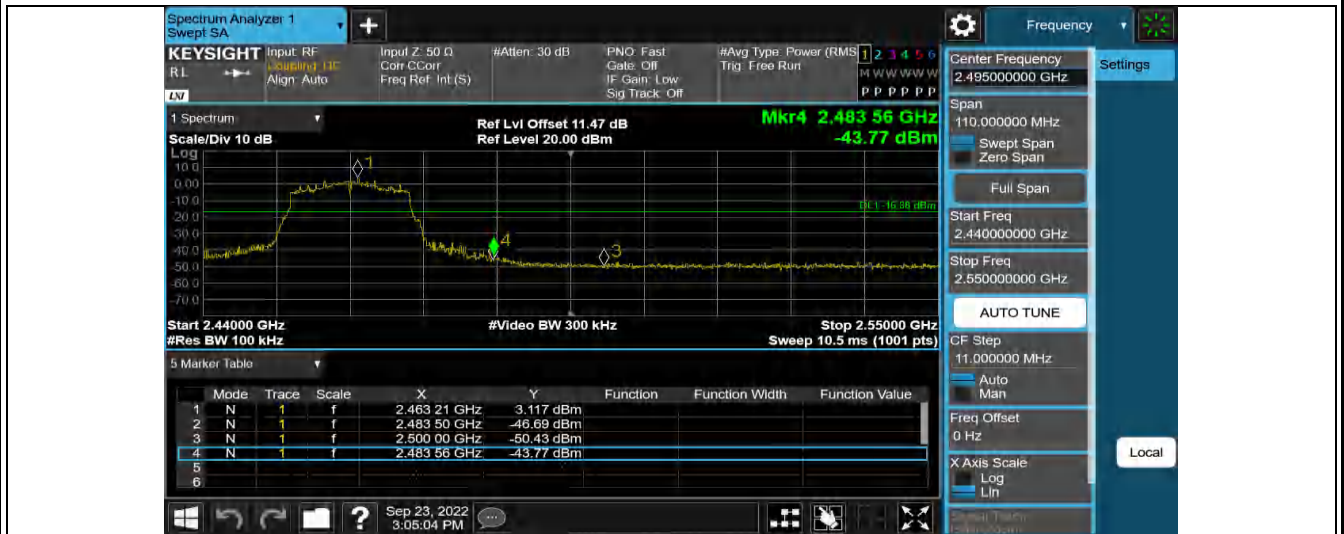 Spectrum Analyzer 1
Swept SA
Frequency
KEYSIGHT
Input: RF
Input Z: 50 Ω
#Atten: 30 dB
PNO: Fast
#Avg Type: Power (RMS
1 2 3 4 5 6
RL
Corr CCorr
Gate: Off
Trig: Free Run
Align: Auto
Freq Ref: Int (S)
IF Gain: Low
M W W W W W
Sig Track: Off
P P P P P P
LXI
1 Spectrum
Ref Lvl Offset 11.47 dB
Mkr4 2.483 56 GHz
Scale/Div 10 dB
Ref Level 20.00 dBm
-43.77 dBm
Log
10.0
0.00
-10.0
-20.0
-30.0
-40.0
-50.0
-60.0
-70.0
1
4
3
DL1 -16.88 dBm
Start 2.44000 GHz
#Video BW 300 kHz
Stop 2.55000 GHz
#Res BW 100 kHz
Sweep 10.5 ms (1001 pts)
5 Marker Table
Mode Trace Scale X Y Function Function Width Function Value
1 N 1 f 2.463 21 GHz 3.117 dBm
2 N 1 f 2.483 50 GHz -46.69 dBm
3 N 1 f 2.500 00 GHz -50.43 dBm
4 N 1 f 2.483 56 GHz -43.77 dBm
5
6
Sep 23, 2022
3:05:04 PM
Center Frequency
2.495000000 GHz
Settings
Span
110.000000 MHz
Swept Span
Zero Span
Full Span
Start Freq
2.440000000 GHz
Stop Freq
2.550000000 GHz
AUTO TUNE
CF Step
11.000000 MHz
Auto
Man
Freq Offset
0 Hz
X Axis Scale
Log
Lin
Local